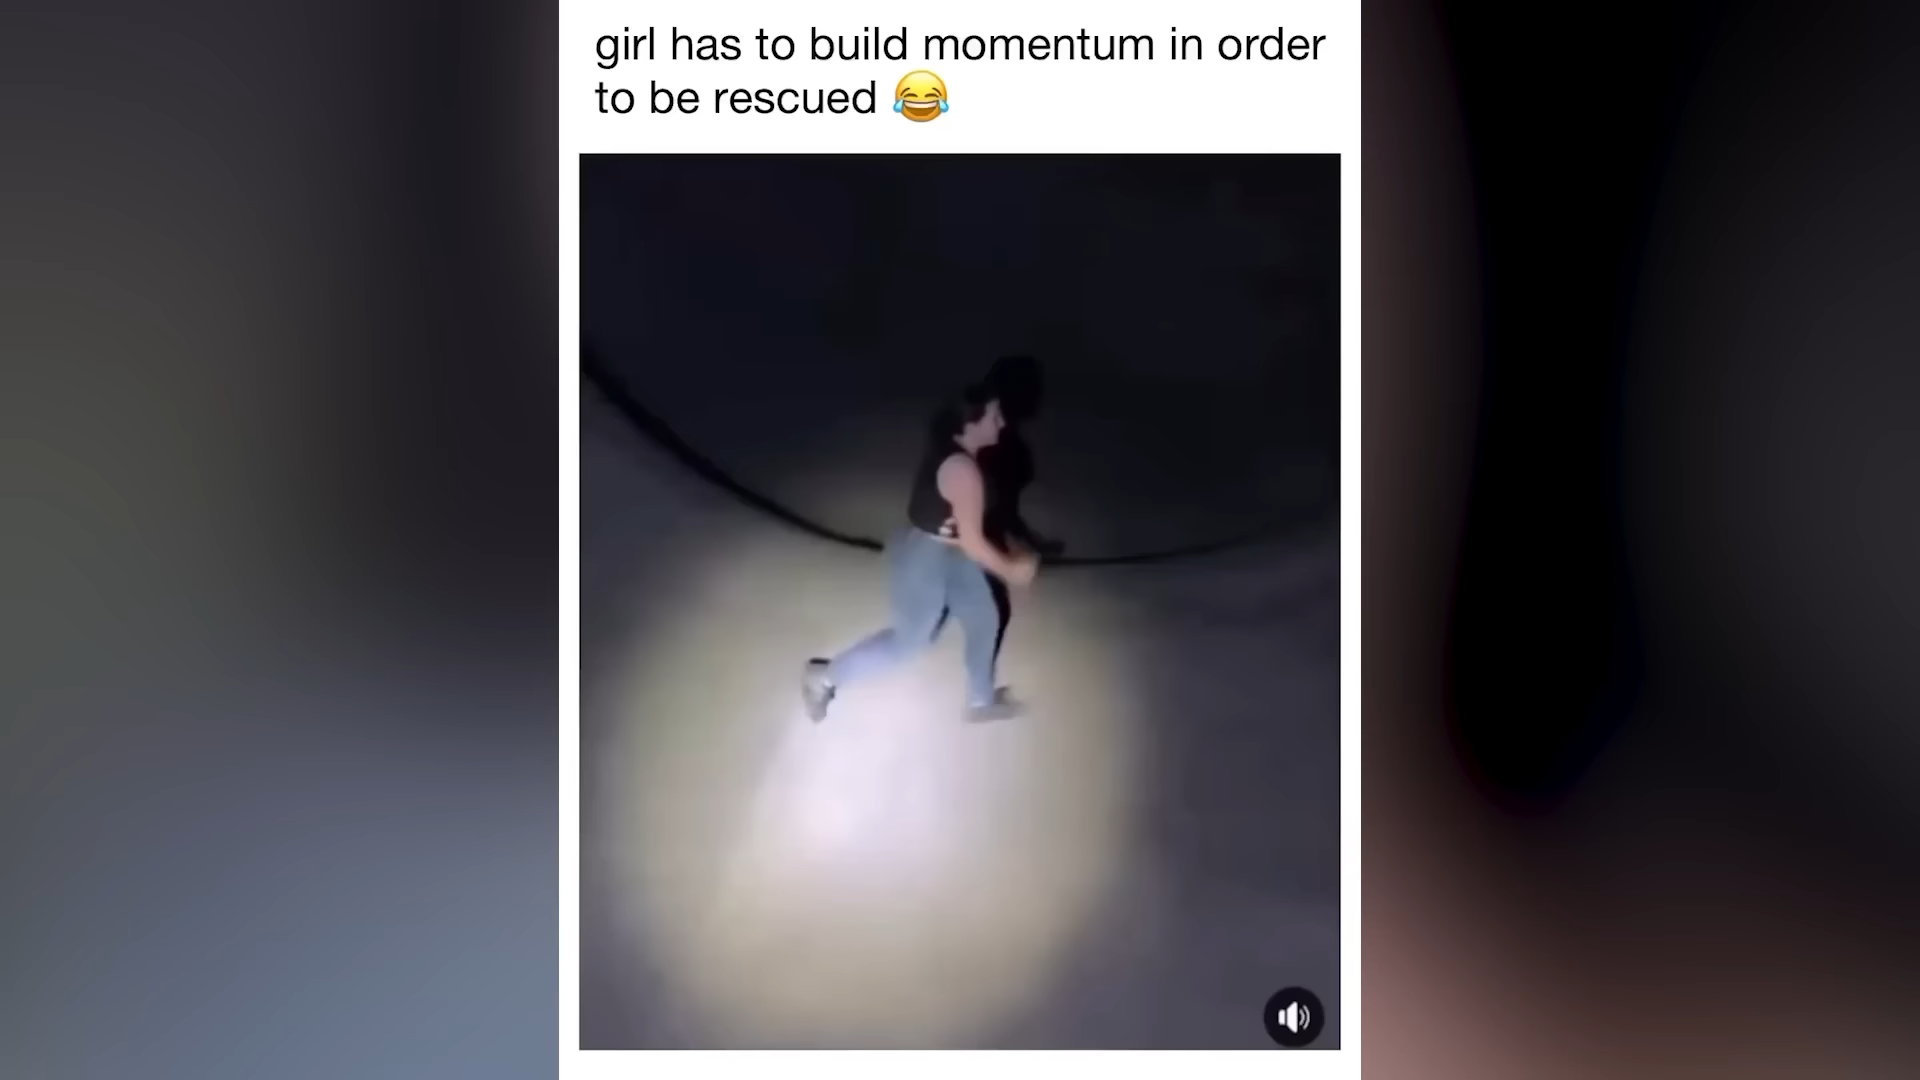 girl has to build momentum in order
to be rescued 😂